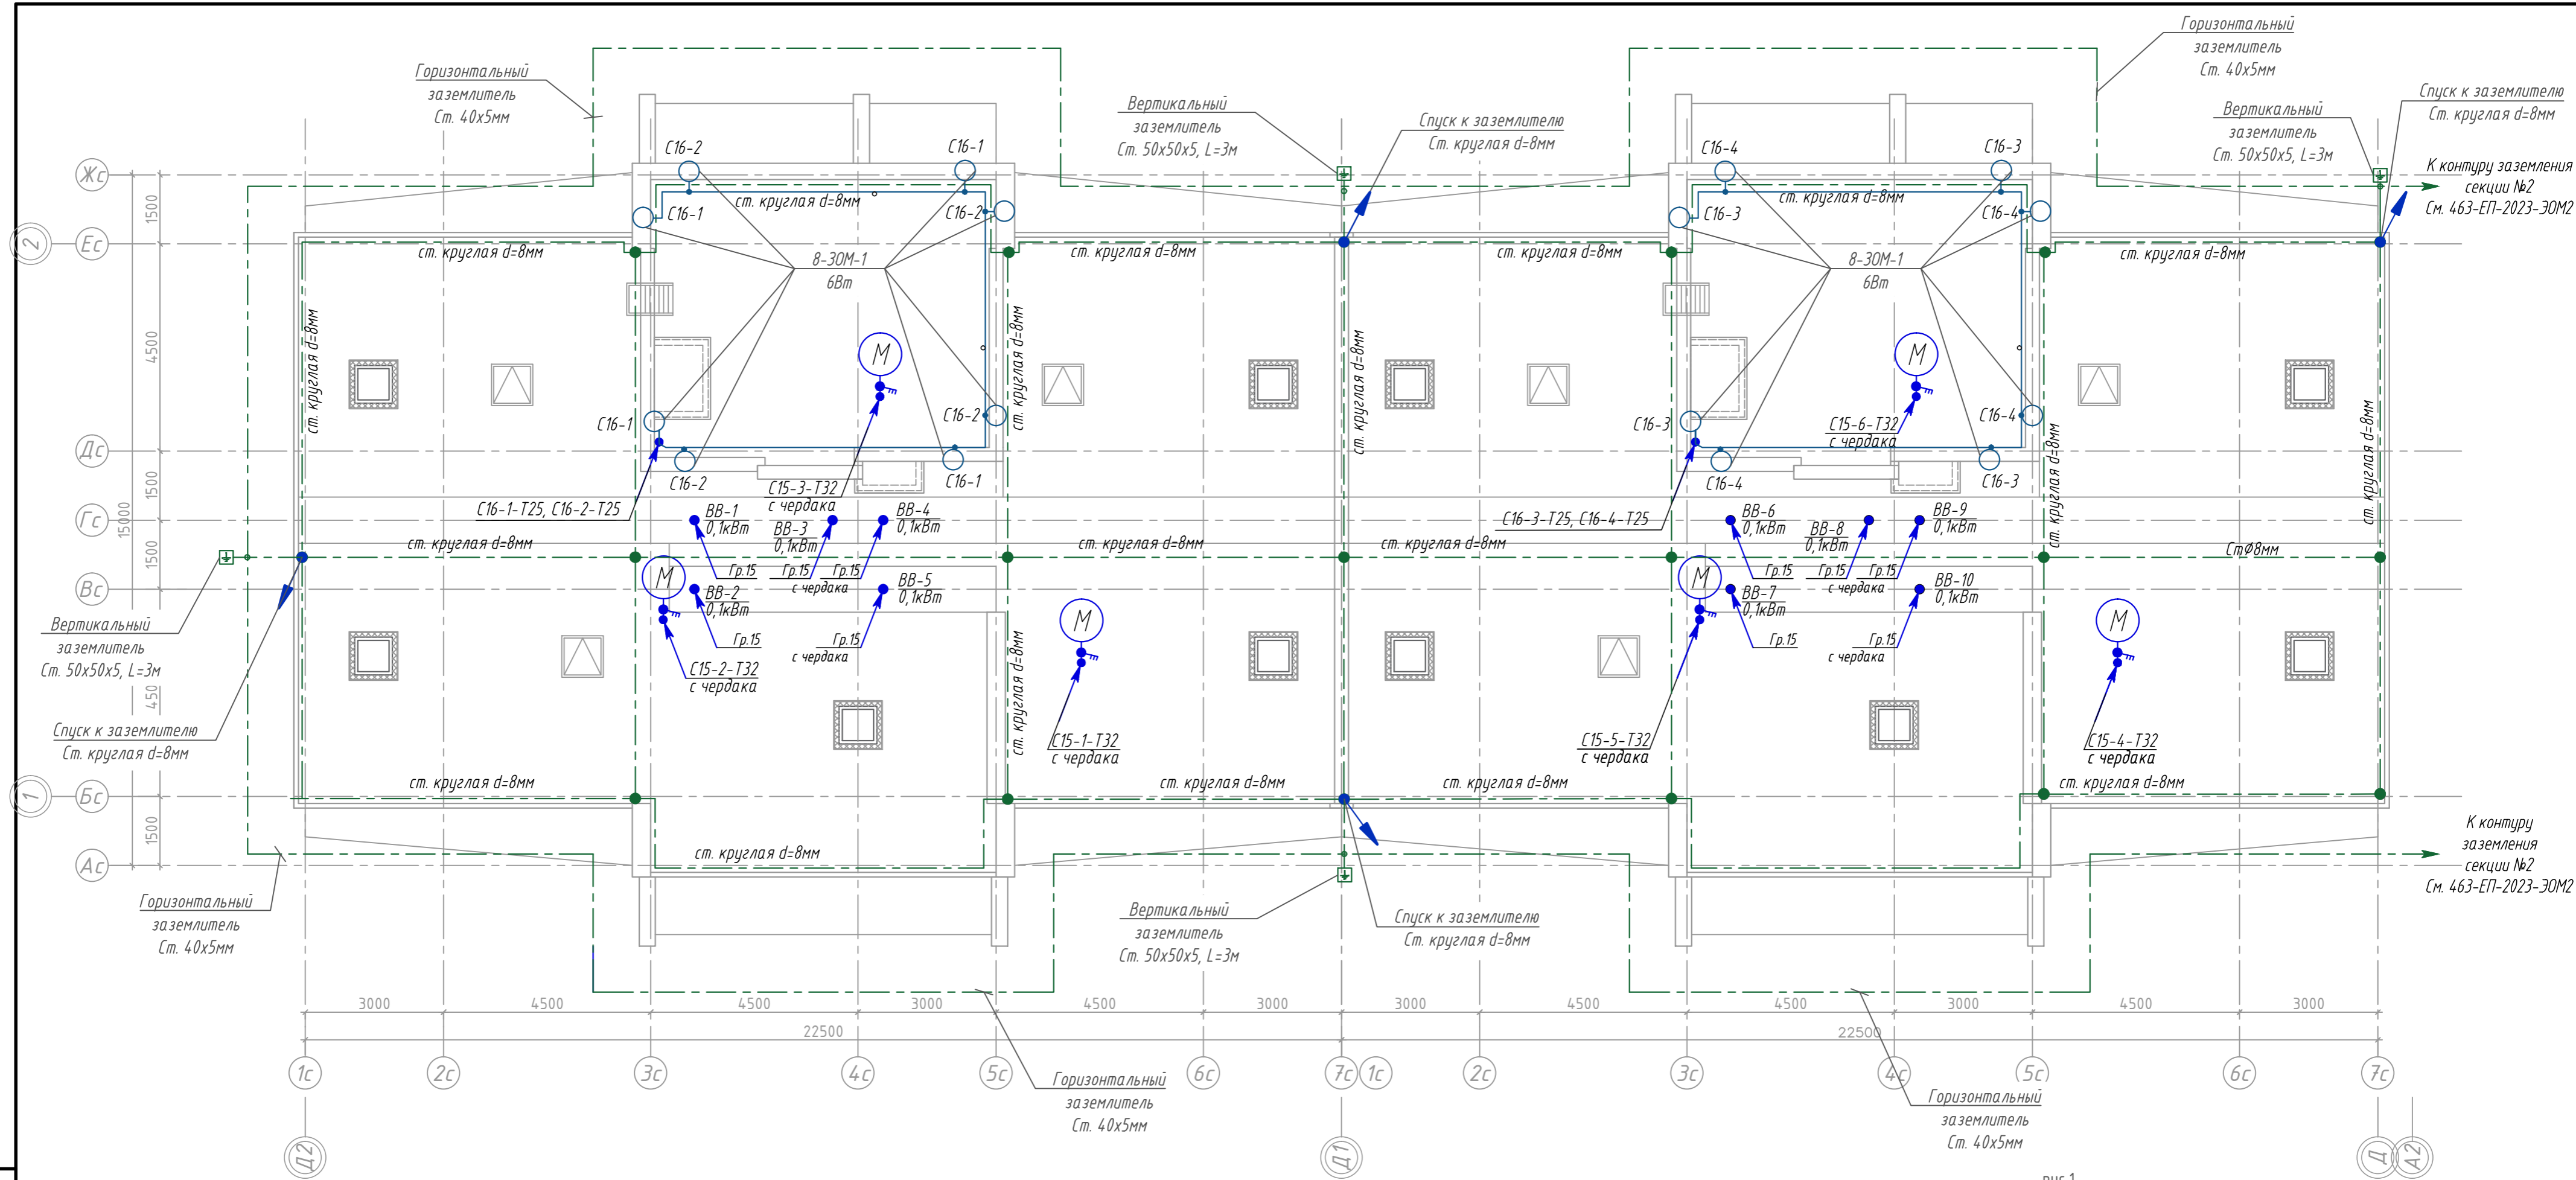 Горизонтальный
заземлитель
Ст. 40х5мм
Вертикальный
заземлитель
Ст. 50х50х5, L=3м
Спуск к заземлителю
Ст. круглая d=8мм
Горизонтальный
заземлитель
Ст. 40х5мм
Вертикальный
заземлитель
Ст. 50х50х5, L=3м
Спуск к заземлителю
Ст. круглая d=8мм
К контуру заземления
секции №2
См. 463-ЕП-2023-ЭОМ2
Жс
1500
2
Ес
4500
Дс
1500
Гс
15000
1500
Вс
450
1
Бс
1500
Ас
С16-2
С16-1
ст. круглая d=8мм
С16-1
С16-2
8-ЗОМ-1
6Вт
М
С16-1
С16-2
С16-2
С16-1
С16-4
С16-3
ст. круглая d=8мм
С16-3
С16-4
8-ЗОМ-1
6Вт
М
С16-3
С16-4
С16-4
С16-3
ст. круглая d=8мм
ст. круглая d=8мм
ст. круглая d=8мм
ст. круглая d=8мм
ст. круглая d=8мм
ст. круглая d=8мм
ст. круглая d=8мм
ст. круглая d=8мм
ст. круглая d=8мм
С15-3-Т32
с чердака
С15-6-Т32
с чердака
С16-1-Т25, С16-2-Т25
С16-3-Т25, С16-4-Т25
ВВ-1
0,1кВт
ВВ-3
0,1кВт
ВВ-4
0,1кВт
Гр.15
Гр.15
Гр.15
с чердака
ВВ-2
0,1кВт
ВВ-5
0,1кВт
Гр.15
Гр.15
с чердака
ВВ-6
0,1кВт
ВВ-8
0,1кВт
ВВ-9
0,1кВт
Гр.15
Гр.15
Гр.15
с чердака
ВВ-7
0,1кВт
ВВ-10
0,1кВт
Гр.15
Гр.15
с чердака
ст. круглая d=8мм
ст. круглая d=8мм
ст. круглая d=8мм
СтФ8мм
М
С15-2-Т32
с чердака
М
С15-1-Т32
с чердака
М
С15-5-Т32
с чердака
М
С15-4-Т32
с чердака
ст. круглая d=8мм
Вертикальный
заземлитель
Ст. 50х50х5, L=3м
Спуск к заземлителю
Ст. круглая d=8мм
ст. круглая d=8мм
ст. круглая d=8мм
ст. круглая d=8мм
ст. круглая d=8мм
ст. круглая d=8мм
К контуру
заземления
секции №2
См. 463-ЕП-2023-ЭОМ2
Горизонтальный
заземлитель
Ст. 40х5мм
Вертикальный
заземлитель
Ст. 50х50х5, L=3м
Спуск к заземлителю
Ст. круглая d=8мм
3000
4500
4500
3000
4500
3000
3000
4500
4500
3000
4500
3000
22500
22500
1с
2с
3с
4с
5с
6с
7с
1с
2с
3с
4с
5с
6с
7с
Горизонтальный
заземлитель
Ст. 40х5мм
Горизонтальный
заземлитель
Ст. 40х5мм
Д2
Д1
Д
А2